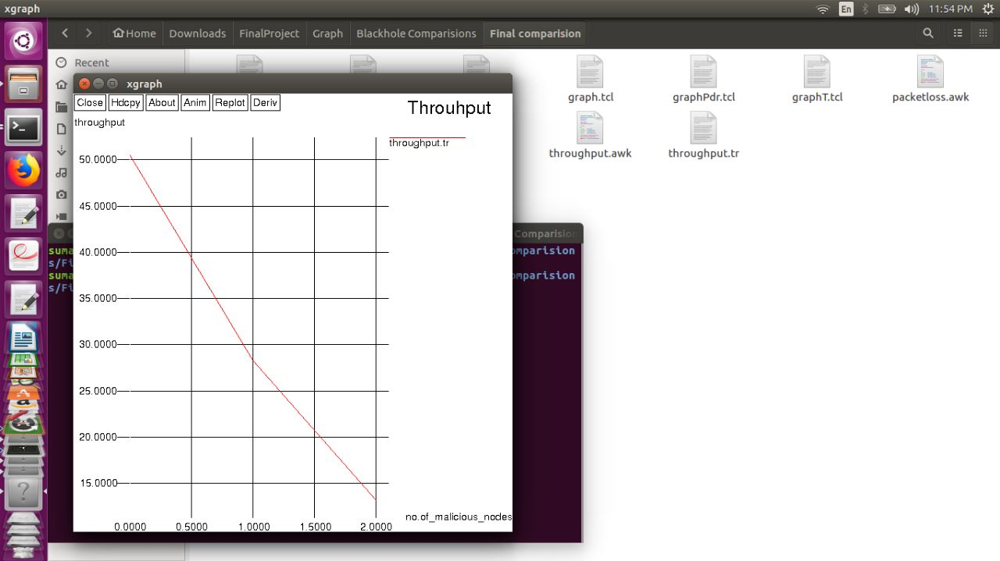 xgraph
En
11:54 PM
Home Downloads FinalProject Graph Blackhole Comparisions Final comparision
Recent
graph.tcl graphPdr.tcl graphT.tcl packetloss.awk
throughput.awk throughput.tr
xgraph
Close Hdcpy About Anim Replot Deriv
Throuhput
throughput
throughput.tr
50.0000
45.0000
40.0000
35.0000
30.0000
25.0000
20.0000
15.0000
no.of_malicious_nodes
0.0000 0.5000 1.0000 1.5000 2.0000
Comparision
suma omparision
s/Fi
suma omparision
s/Fi